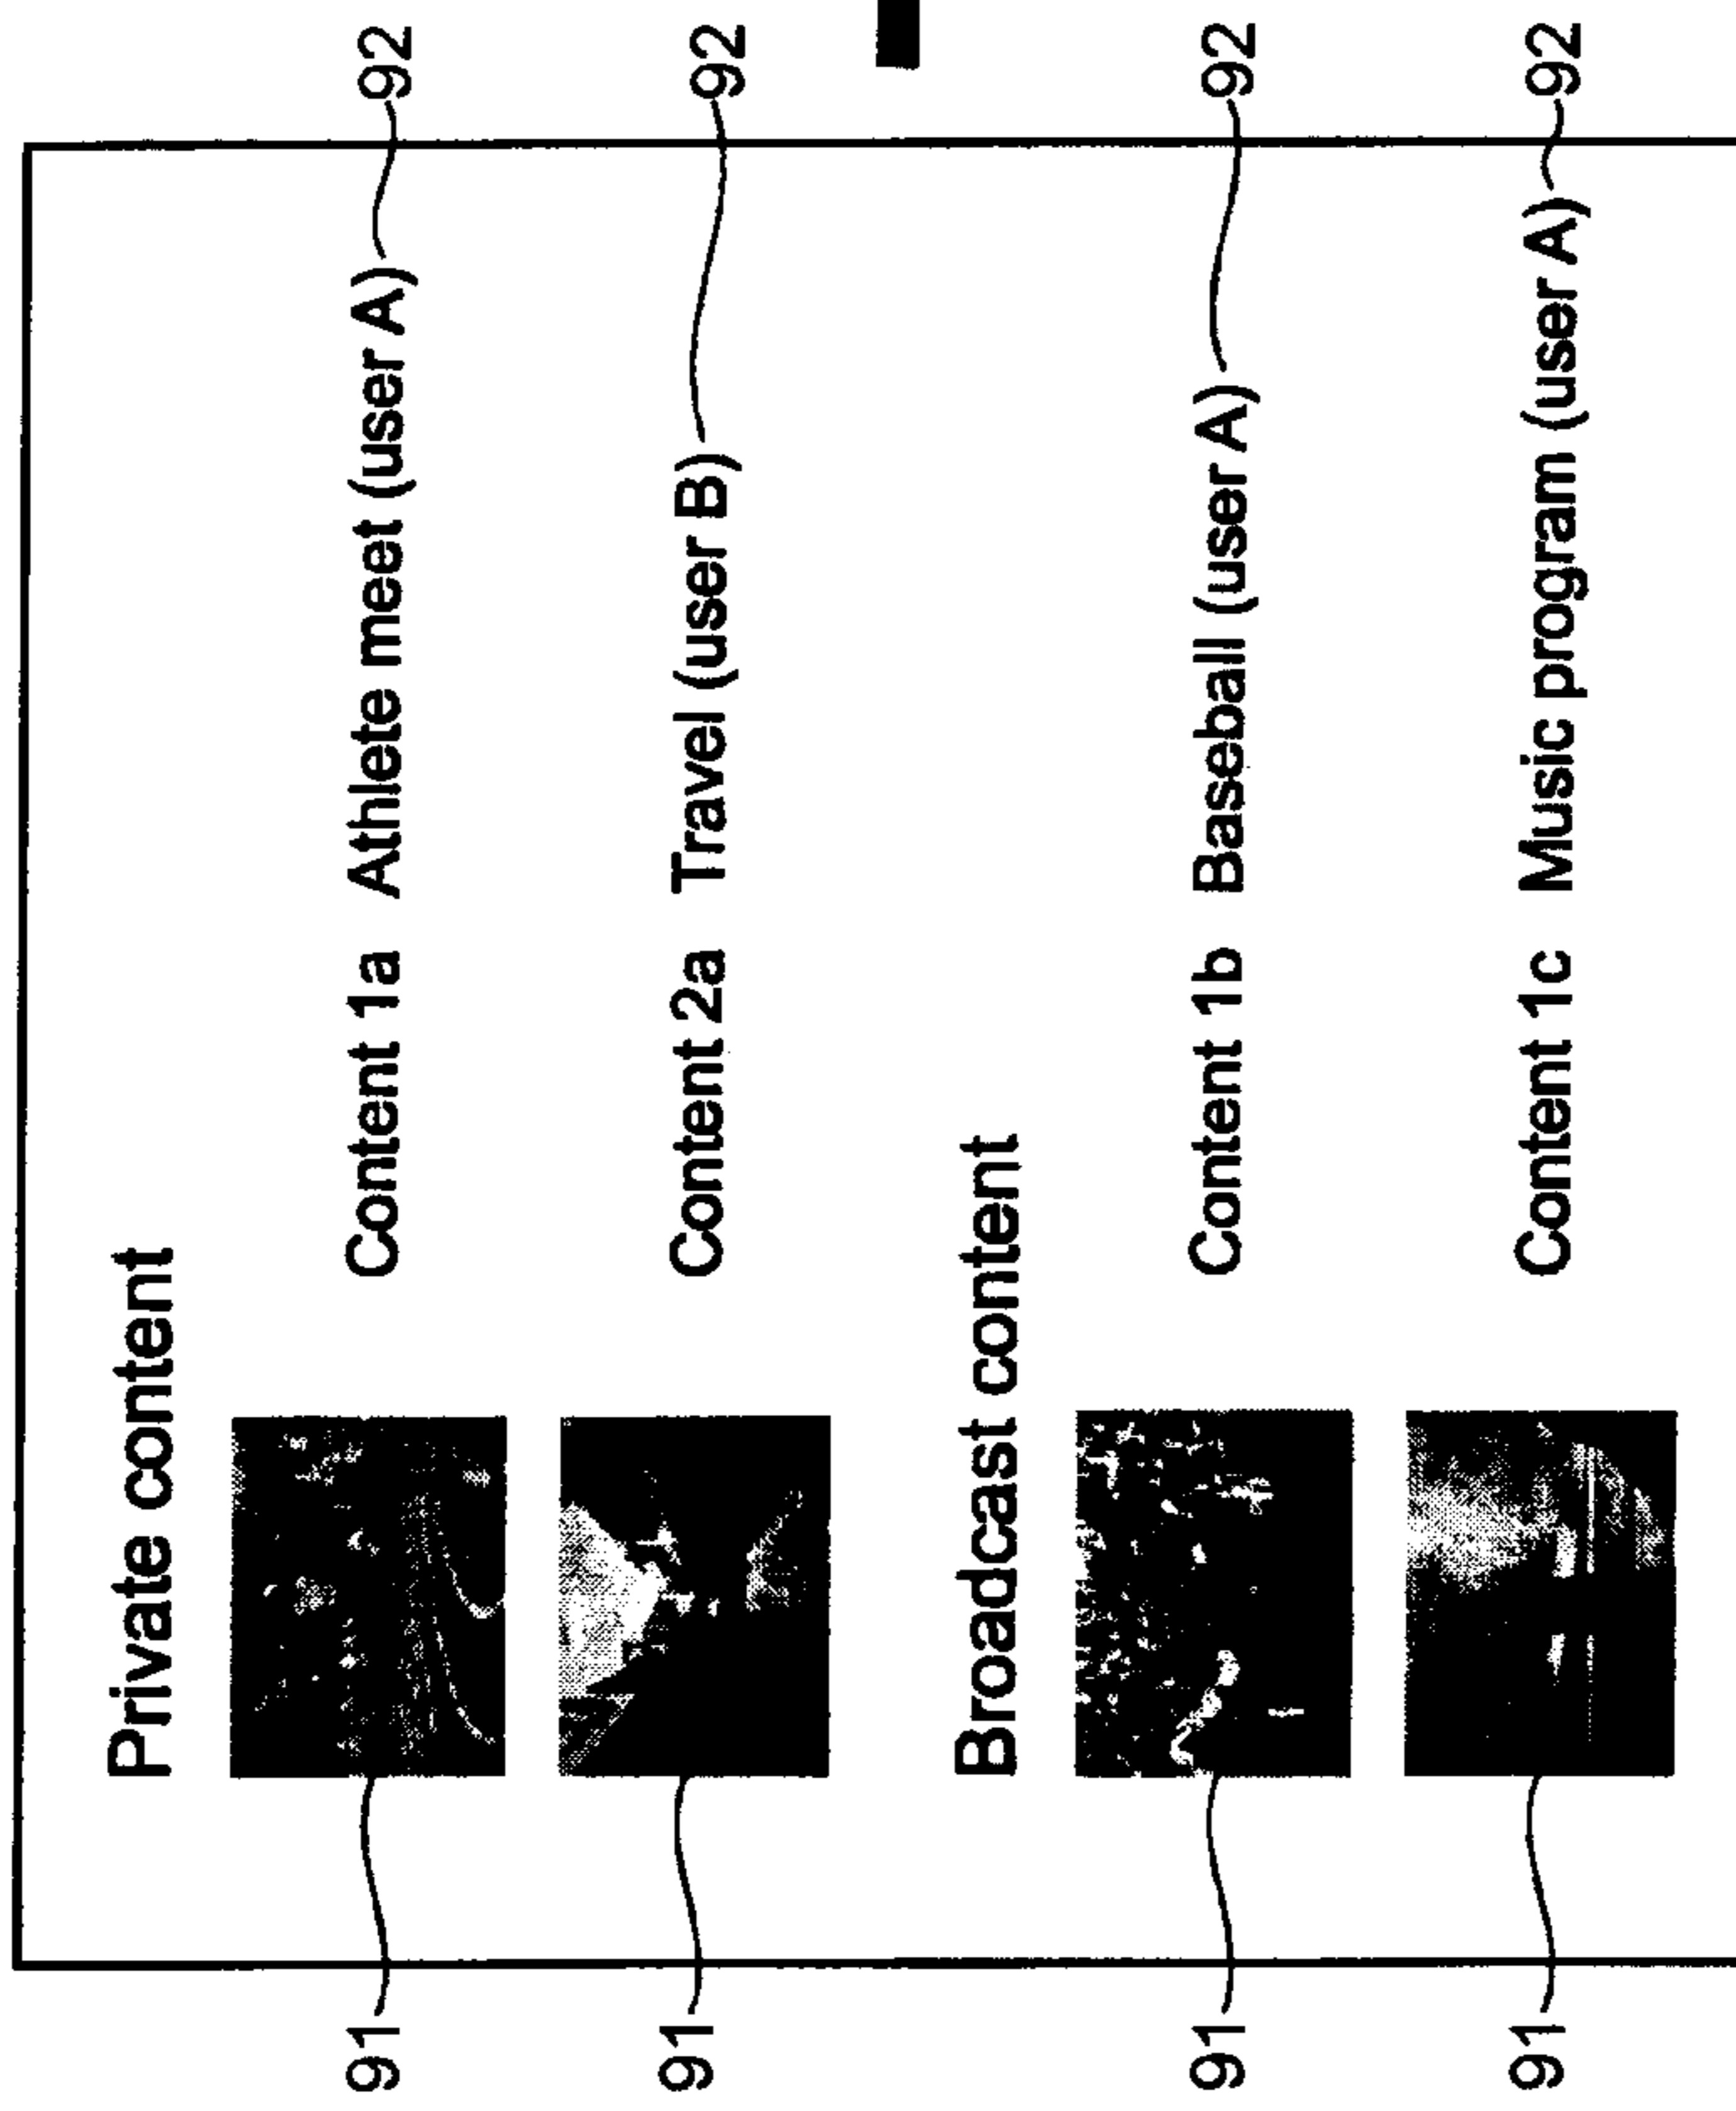 Private content
91 Content 1a Athlete meet (user A) 92
91 Content 2a Travel (user B) 92
Broadcast content
91 Content 1b Baseball (user A) 92
91 Content 1c Music program (user A) 92